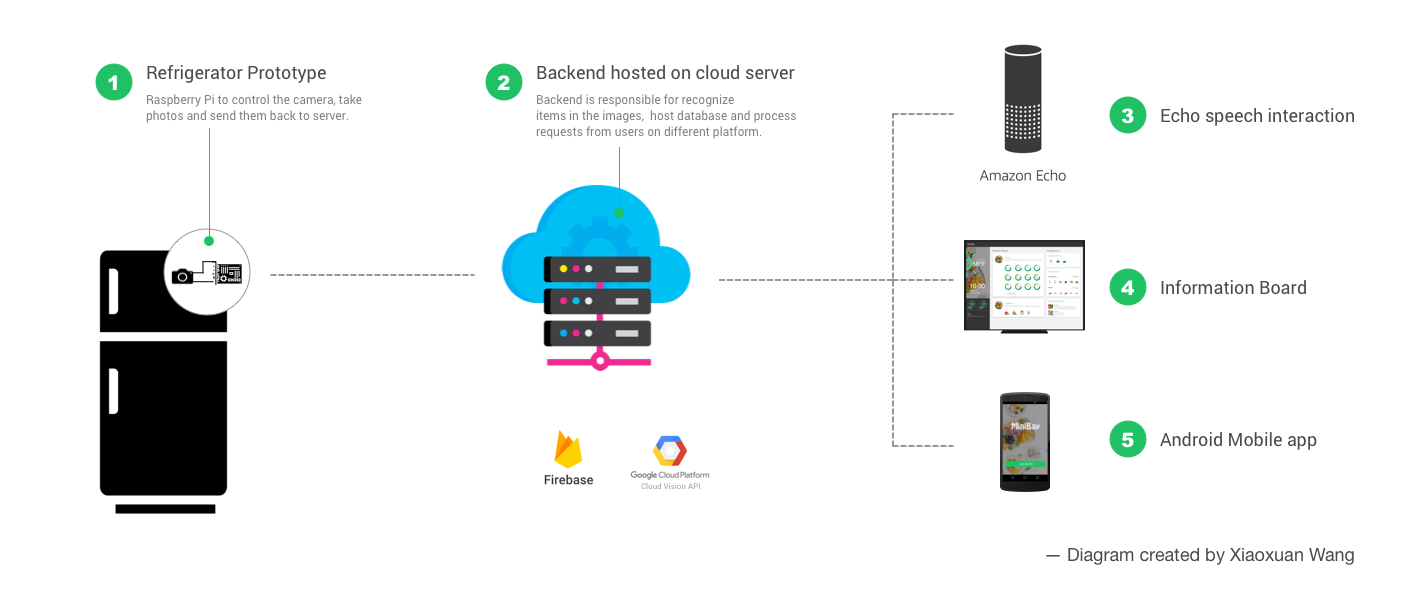 1
Refrigerator Prototype
Raspberry Pi to control the camera, take
photos and send them back to server.
2
Backend hosted on cloud server
Backend is responsible for recognize
items in the images, host database and process
requests from users on different platform.
Amazon Echo
3
Echo speech interaction
10:00
4
Information Board
MiniBay
5
Android Mobile app
Firebase
Google Cloud Platform
Cloud Vision API
— Diagram created by Xiaoxuan Wang